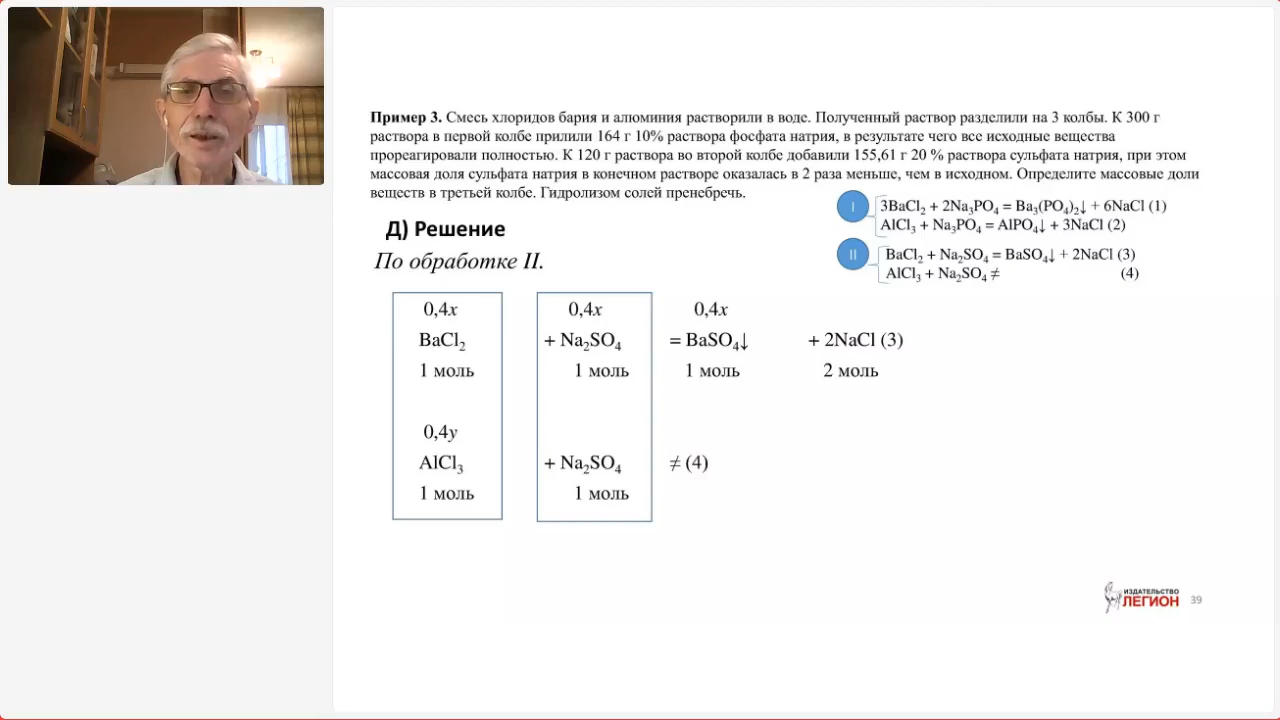 Пример 3. Смесь хлоридов бария и алюминия растворили в воде. Полученный раствор разделили на 3 колбы. К 300 г
раствора в первой колбе прилили 164 г 10% раствора фосфата натрия, в результате чего все исходные вещества
прореагировали полностью. К 120 г раствора во второй колбе добавили 155,61 г 20 % раствора сульфата натрия, при этом
массовая доля сульфата натрия в конечном растворе оказалась в 2 раза меньше, чем в исходном. Определите массовые доли
веществ в третьей колбе. Гидролизом солей пренебречь.
I
3BaCl₂ + 2Na₃PO₄ = Ba₃(PO₄)₂↓ + 6NaCl (1)
AlCl₃ + Na₃PO₄ = AlPO₄↓ + 3NaCl (2)
II
BaCl₂ + Na₂SO₄ = BaSO₄↓ + 2NaCl (3)
AlCl₃ + Na₂SO₄ ≠ (4)
Д) Решение
По обработке II.
0,4x 0,4x 0,4x
BaCl₂ + Na₂SO₄ = BaSO₄↓ + 2NaCl (3)
1 моль 1 моль 1 моль 2 моль
0,4y
AlCl₃ + Na₂SO₄ ≠ (4)
1 моль 1 моль
ИЗДАТЕЛЬСТВО
ЛЕГИОН
39